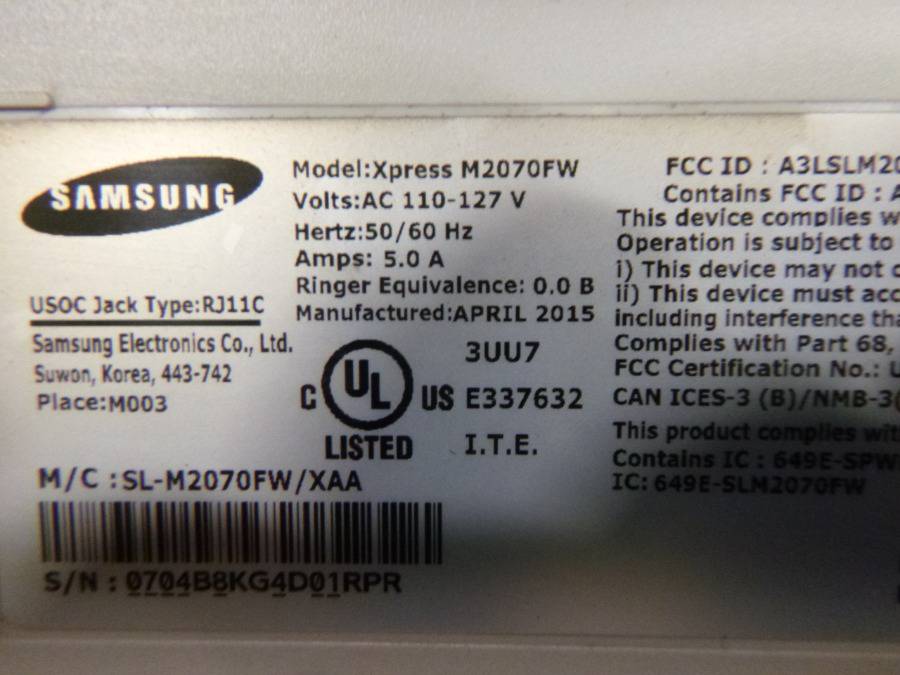 SAMSUNG
Model:Xpress M2070FW
Volts:AC 110-127 V
Hertz:50/60 Hz
Amps: 5.0 A
Ringer Equivalence: 0.0 B
Manufactured:APRIL 2015
USOC Jack Type:RJ11C
Samsung Electronics Co., Ltd.
Suwon, Korea, 443-742
Place:M003
C UL US
LISTED
3UU7
E337632
I.T.E.
M/C :SL-M2070FW/XAA
S/N : 0704B8KG4D01RPR
FCC ID : A3LSLM20
Contains FCC ID : A
This device complies w
Operation is subject to
i) This device may not c
ii) This device must acc
including interference tha
Complies with Part 68,
FCC Certification No.: U
CAN ICES-3 (B)/NMB-3(
This product complies wit
Contains IC : 649E-SPW
IC: 649E-SLM2070FW